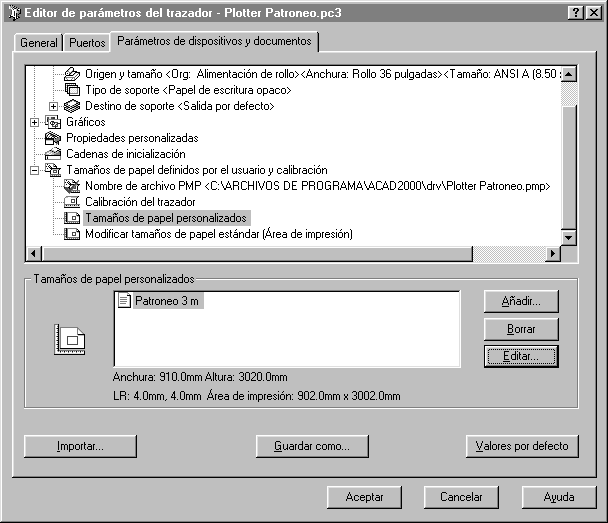 Editor de parámetros del trazador - Plotter Patroneo.pc3
General Puertos Parámetros de dispositivos y documentos
Origen y tamaño <Org: Alimentación de rollo><Anchura: Rollo 36 pulgadas><Tamaño: ANSI A (8.50
Tipo de soporte <Papel de escritura opaco>
Destino de soporte <Salida por defecto>
Gráficos
Propiedades personalizadas
Cadenas de inicialización
Tamaños de papel definidos por el usuario y calibración
Nombre de archivo PMP <C:\ARCHIVOS DE PROGRAMA\ACAD2000\drv\Plotter Patroneo.pmp>
Calibración del trazador
Tamaños de papel personalizados
Modificar tamaños de papel estándar (Área de impresión)
Tamaños de papel personalizados
Patroneo 3 m
Añadir...
Borrar
Editar...
Anchura: 910.0mm Altura: 3020.0mm
LR: 4.0mm, 4.0mm Área de impresión: 902.0mm x 3002.0mm
Importar... Guardar como... Valores por defecto
Aceptar Cancelar Ayuda